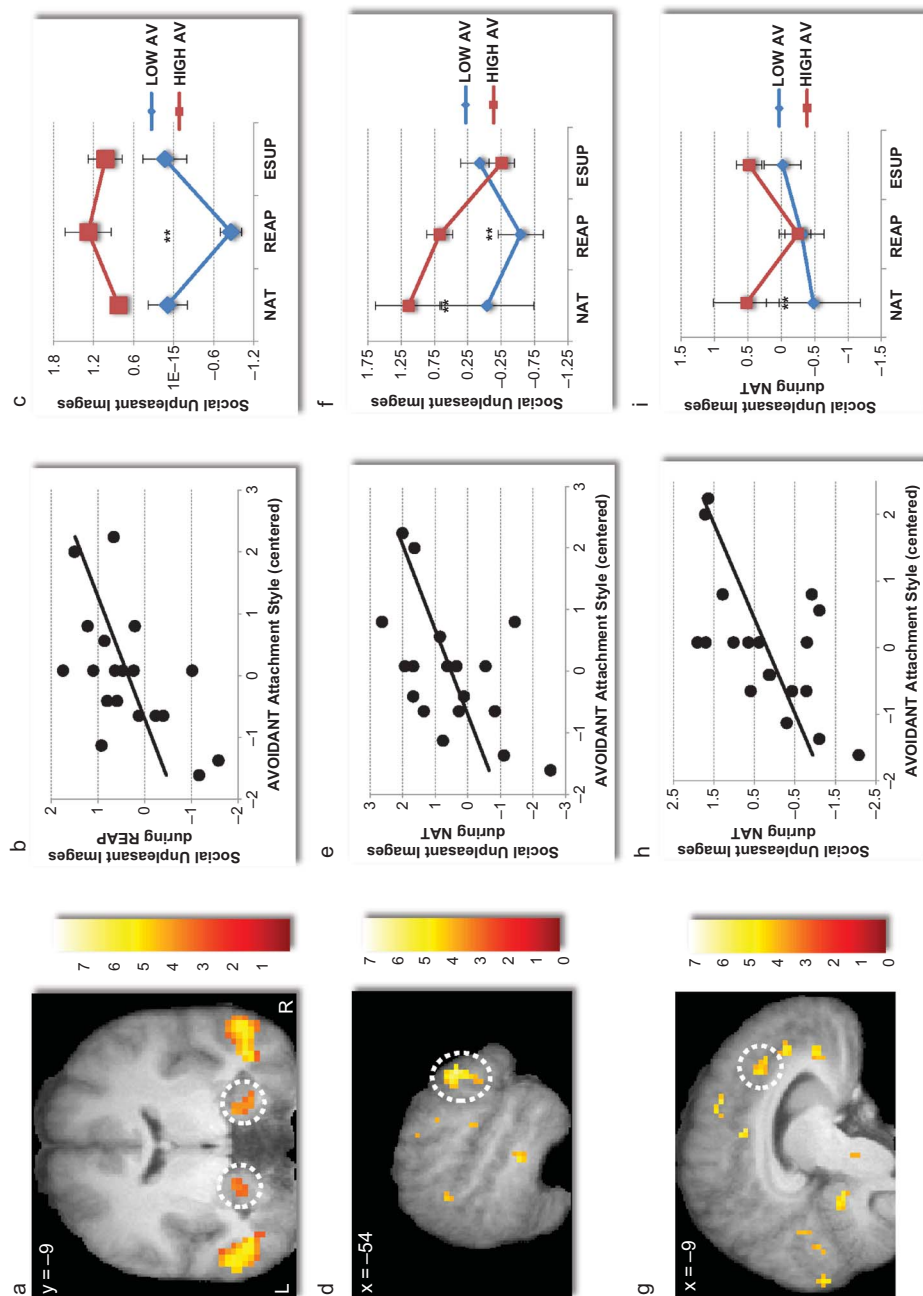 a
y = −9
L
R
7
6
5
4
3
2
1
b
Social Unpleasant Images
during REAP
2
1
0
−1
−2
−2
−1
0
1
2
3
AVOIDANT Attachment Style (centered)
c
Social Unpleasant Images
1.8
1.2
0.6
1E−15
−0.6
−1.2
NAT
REAP
ESUP
**
LOW AV
HIGH AV
d
x = −54
7
6
5
4
3
2
1
0
e
Social Unpleasant Images
during NAT
3
2
1
0
−1
−2
−3
−2
−1
0
1
2
3
AVOIDANT Attachment Style (centered)
f
Social Unpleasant Images
1.75
1.25
0.75
0.25
−0.25
−0.75
−1.25
NAT
REAP
ESUP
**
**
LOW AV
HIGH AV
g
x = −9
7
6
5
4
3
2
1
0
h
Social Unpleasant Images
during NAT
2.5
1.5
0.5
−0.5
−1.5
−2.5
−2
−1
0
1
2
AVOIDANT Attachment Style (centered)
i
Social Unpleasant Images
during NAT
1.5
1
0.5
0
−0.5
−1
−1.5
NAT
REAP
ESUP
**
LOW AV
HIGH AV